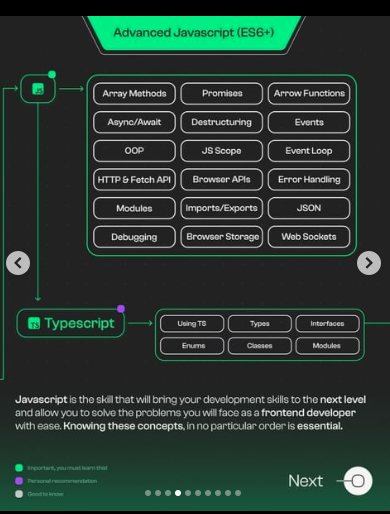 Advanced Javascript (ES6+)
JS
Array Methods
Promises
Arrow Functions
Async/Await
Destructuring
Events
OOP
JS Scope
Event Loop
HTTP & Fetch API
Browser APIs
Error Handling
Modules
Imports/Exports
JSON
Debugging
Browser Storage
Web Sockets
TS Typescript
Using TS
Types
Interfaces
Enums
Classes
Modules
Javascript is the skill that will bring your development skills to the next level
and allow you to solve the problems you will face as a frontend developer
with ease. Knowing these concepts, in no particular order is essential.
Important, you must learn this!
Personal recommendation
Good to know
Next